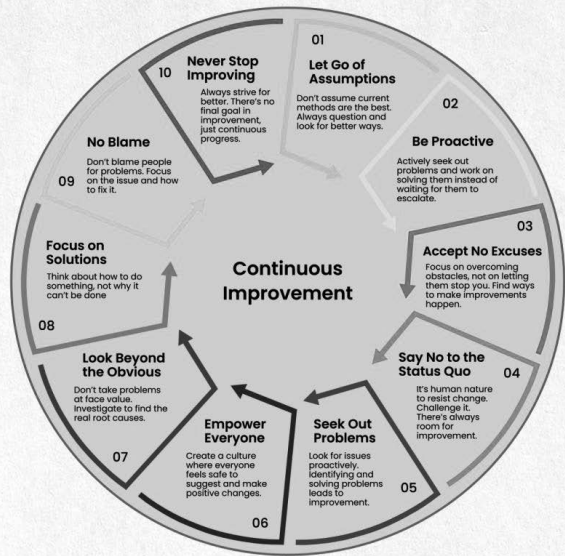 Continuous
Improvement
01
Let Go of
Assumptions
Don't assume current
methods are the best.
Always question and
look for better ways.
02
Be Proactive
Actively seek out
problems and work on
solving them instead of
waiting for them to
escalate.
03
Accept No Excuses
Focus on overcoming
obstacles, not on letting
them stop you. Find ways
to make improvements
happen.
04
Say No to the
Status Quo
It's human nature
to resist change.
Challenge it.
There's always
room for
improvement.
05
Seek Out
Problems
Look for issues
proactively.
Identifying and
solving problems
leads to
improvement.
06
Empower
Everyone
Create a culture
where everyone
feels safe to
suggest and make
positive changes.
07
Look Beyond
the Obvious
Don't take problems
at face value.
Investigate to find the
real root causes.
08
Focus on
Solutions
Think about how to do
something, not why it
can't be done
09
No Blame
Don't blame people
for problems. Focus
on the issue and how
to fix it.
10
Never Stop
Improving
Always strive for
better. There's no
final goal in
improvement,
just continuous
progress.